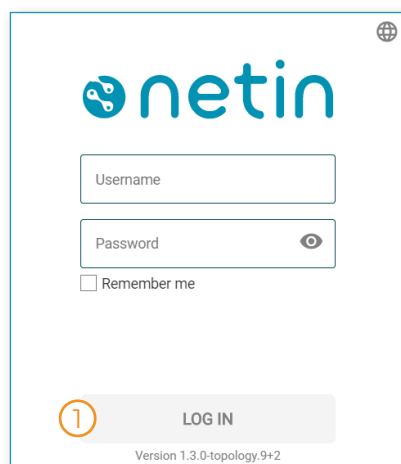 netin
Username
Password
Remember me
1 LOG IN
Version 1.3.0-topology.9+2